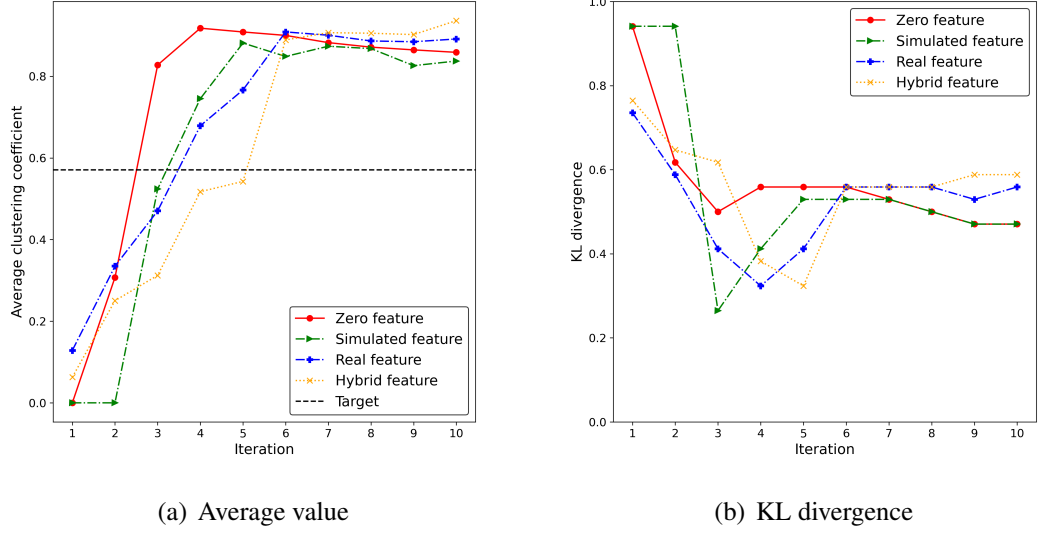 Average clustering coefficient
0.8
0.6
0.4
0.2
0.0
1 2 3 4 5 6 7 8 9 10
Iteration
Zero feature
Simulated feature
Real feature
Hybrid feature
Target
(a) Average value
KL divergence
1.0
0.8
0.6
0.4
0.2
0.0
1 2 3 4 5 6 7 8 9 10
Iteration
Zero feature
Simulated feature
Real feature
Hybrid feature
(b) KL divergence